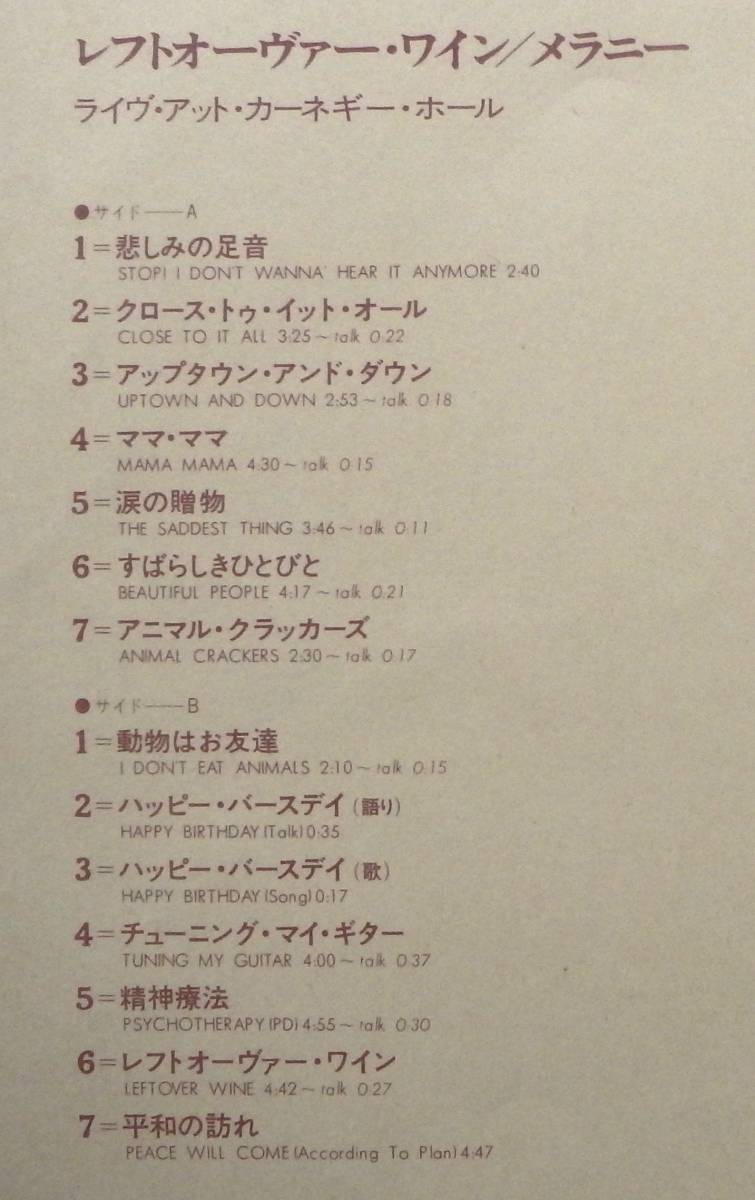 レフトオーヴァー・ワイン／メラニー
ライヴ・アット・カーネギー・ホール
●サイド——A
1=悲しみの足音
STOP! I DON'T WANNA' HEAR IT ANYMORE 2:40
2=クロース・トゥ・イット・オール
CLOSE TO IT ALL 3:25~talk 0:22
3=アップタウン・アンド・ダウン
UPTOWN AND DOWN 2:53~talk 0:18
4=ママ・ママ
MAMA MAMA 4:30~talk 0:15
5=涙の贈物
THE SADDEST THING 3:46~talk 0:11
6=すばらしきひとびと
BEAUTIFUL PEOPLE 4:17~talk 0:21
7=アニマル・クラッカーズ
ANIMAL CRACKERS 2:30~talk 0:17
●サイド——B
1=動物はお友達
I DON'T EAT ANIMALS 2:10~talk 0:15
2=ハッピー・バースデイ(語り)
HAPPY BIRTHDAY(Talk)0:35
3=ハッピー・バースデイ(歌)
HAPPY BIRTHDAY(Song)0:17
4=チューニング・マイ・ギター
TUNING MY GUITAR 4:00~talk 0:37
5=精神療法
PSYCHOTHERAPY(PD)4:55~talk 0:30
6=レフトオーヴァー・ワイン
LEFTOVER WINE 4:42~talk 0:27
7=平和の訪れ
PEACE WILL COME(According To Plan)4:47